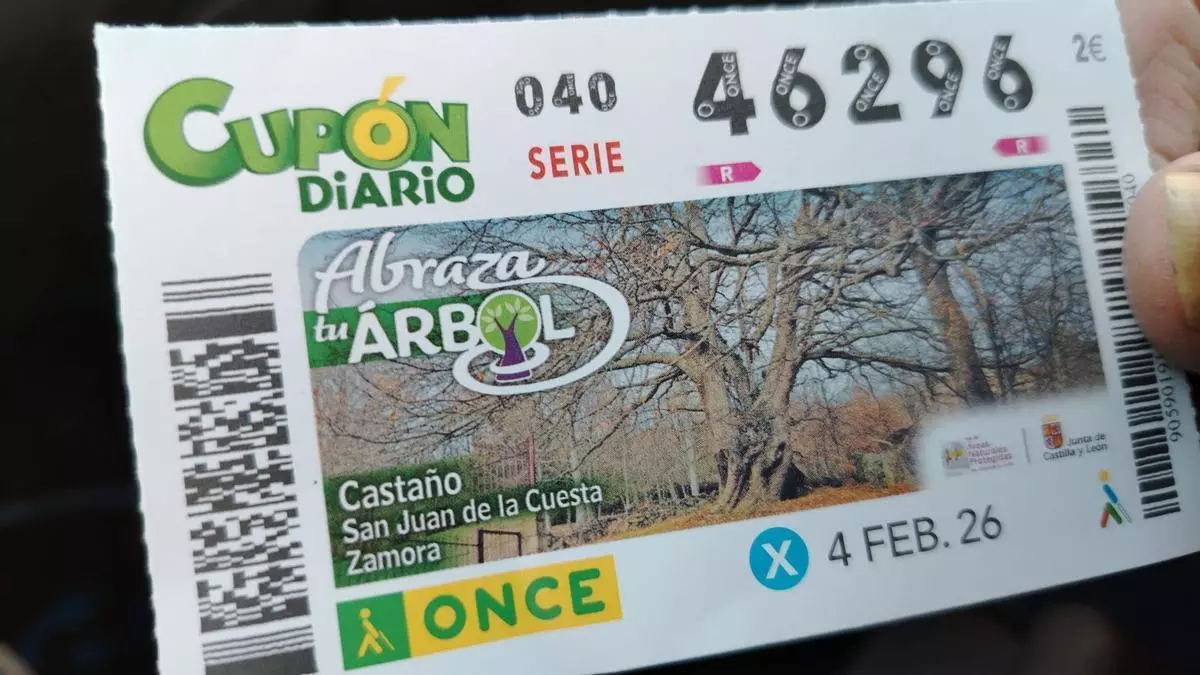 CUPÓN
DiARiO
040
SERIE
46296
2€
R
R
Abraza
tu ÁRBOL
Castaño
San Juan de la Cuesta
Zamora
Junta de
Castilla y León
ONCE
X 4 FEB. 26